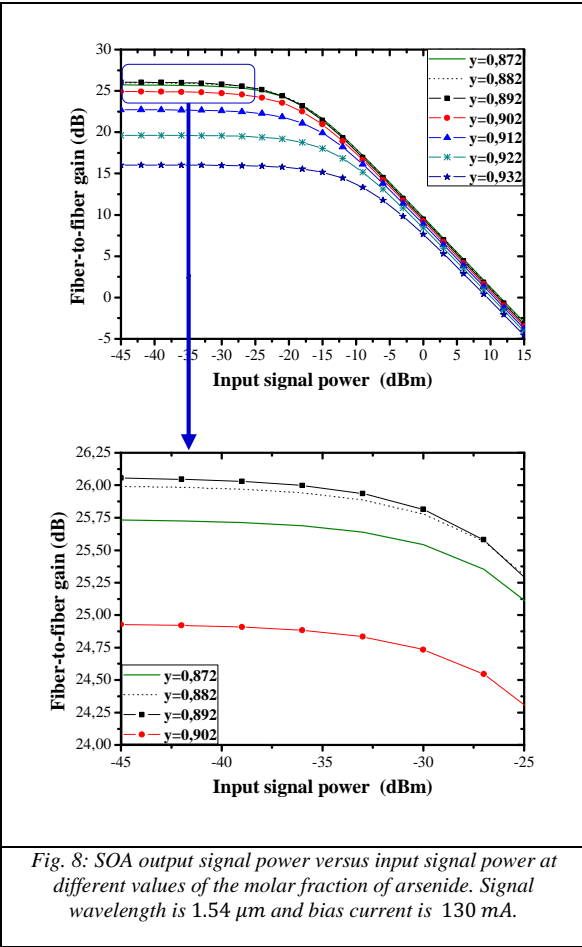 30
25
20
15
10
5
0
-5
-45 -40 -35 -30 -25 -20 -15 -10 -5 0 5 10 15
Fiber-to-fiber gain (dB)
Input signal power (dBm)
y=0,872
y=0,882
y=0,892
y=0,902
y=0,912
y=0,922
y=0,932
26,25
26,00
25,75
25,50
25,25
25,00
24,75
24,50
24,25
24,00
-45 -40 -35 -30 -25
Fiber-to-fiber gain (dB)
Input signal power (dBm)
y=0,872
y=0,882
y=0,892
y=0,902
Fig. 8: SOA output signal power versus input signal power at
different values of the molar fraction of arsenide. Signal
wavelength is 1.54 μm and bias current is 130 mA.